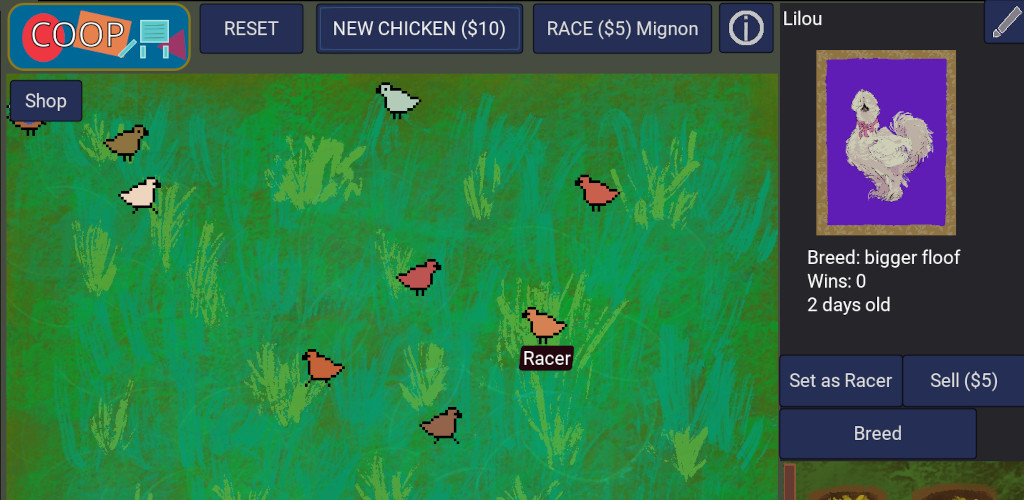 COOP
RESET
NEW CHICKEN ($10)
RACE ($5) Mignon
Lilou
Shop
Racer
Breed: bigger floof
Wins: 0
2 days old
Set as Racer
Sell ($5)
Breed